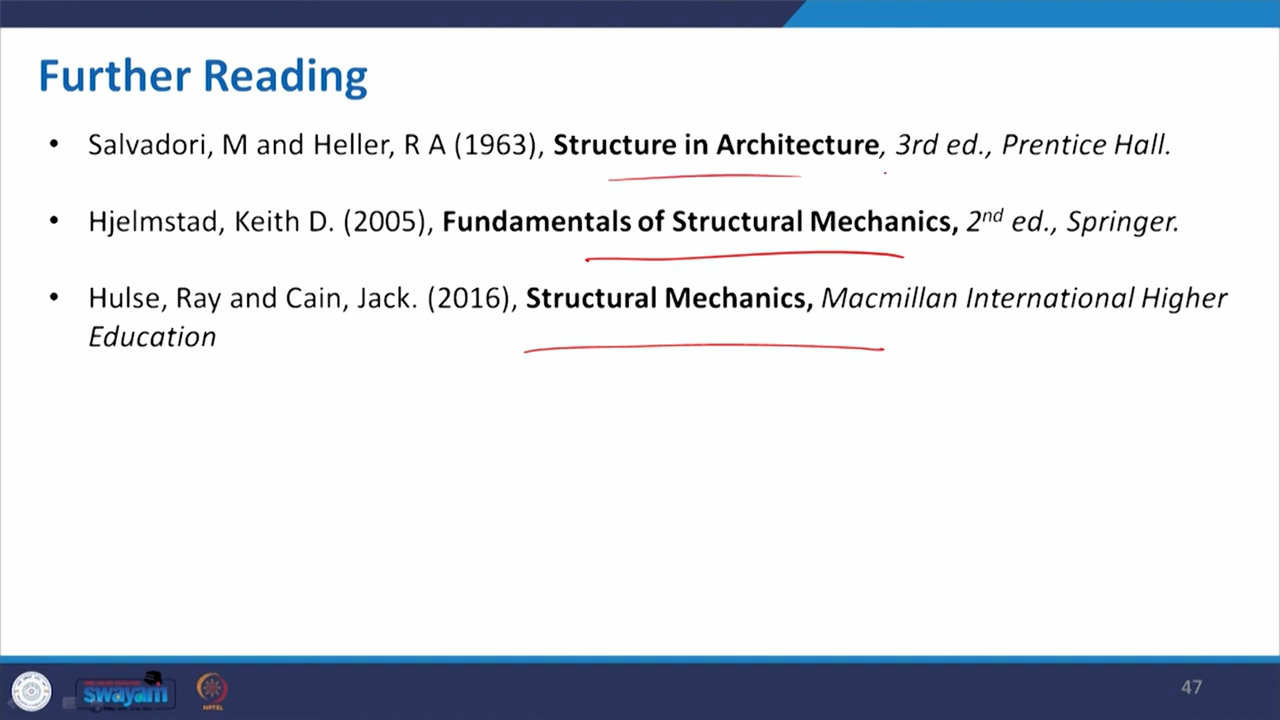 Further Reading
• Salvadori, M and Heller, R A (1963), Structure in Architecture, 3rd ed., Prentice Hall.
• Hjelmstad, Keith D. (2005), Fundamentals of Structural Mechanics, 2nd ed., Springer.
• Hulse, Ray and Cain, Jack. (2016), Structural Mechanics, Macmillan International Higher
Education
swayam
NPTEL
47